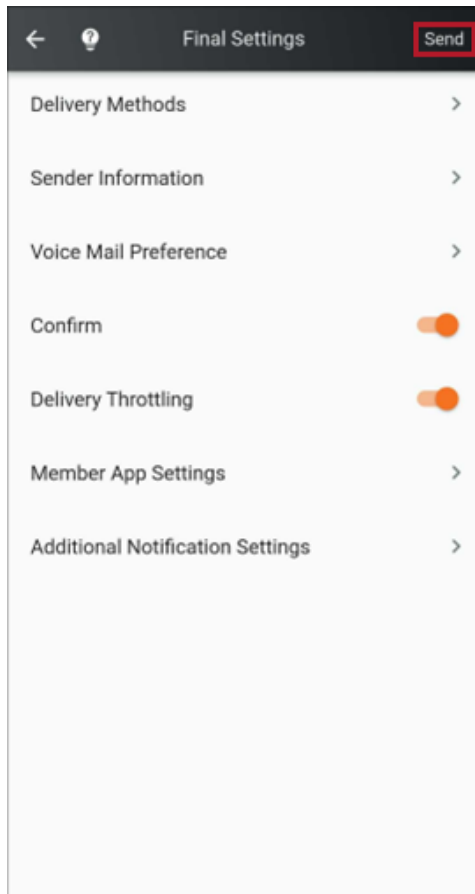 Final Settings
Send
Delivery Methods
Sender Information
Voice Mail Preference
Confirm
Delivery Throttling
Member App Settings
Additional Notification Settings